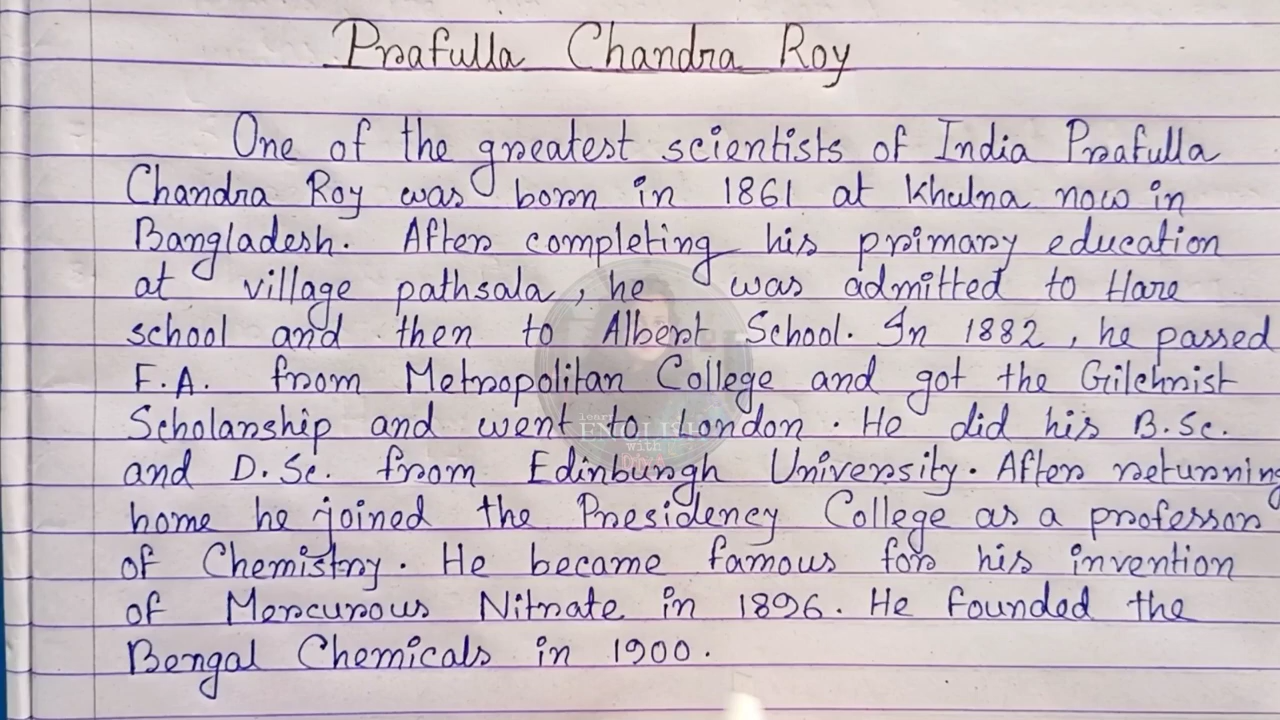 Prafulla Chandra Roy
One of the greatest scientists of India Prafulla
Chandra Roy was born in 1861 at Khulna now in
Bangladesh. After completing his primary education
at village pathsala, he was admitted to Hare
school and then to Albert School. In 1882, he passed
F.A. from Metropolitan College and got the Gilchrist
Scholarship and went to London. He did his B.Sc.
and D.Sc. from Edinburgh University. After returning
home he joined the Presidency College as a professor
of Chemistry. He became famous for his invention
of Mercurous Nitrate in 1896. He founded the
Bengal Chemicals in 1900.
learn
ENGLISH
with